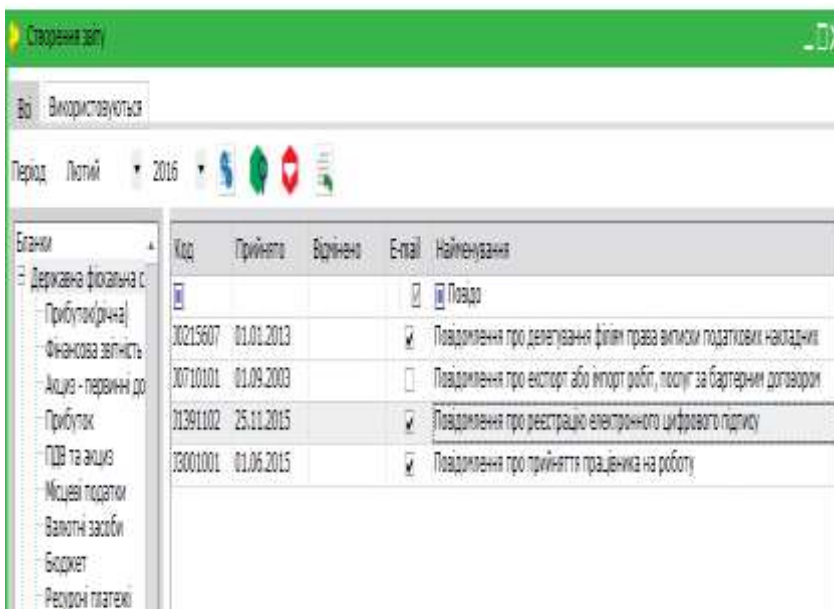 Створення звіту
Всі Використовуються
Період Лютий 2016
Бланки
Державна фіскальна с
Прибуток(річна)
Фінансова звітність
Акциз - первинні до
Прибуток
ПДВ та акциз
Місцеві податки
Валютні засоби
Бюджет
Ресурсні платежі
Код Прийнято Відмінено E-mail Найменування
Повідо
J0215607 01.01.2013 Повідомлення про делегування філіям права виписки податкових накладних
J0710101 01.09.2003 Повідомлення про експорт або імпорт робіт, послуг за бартерним договором
J1391102 25.11.2015 Повідомлення про реєстрацію електронного цифрового підпису
J3001001 01.06.2015 Повідомлення про прийняття працівника на роботу